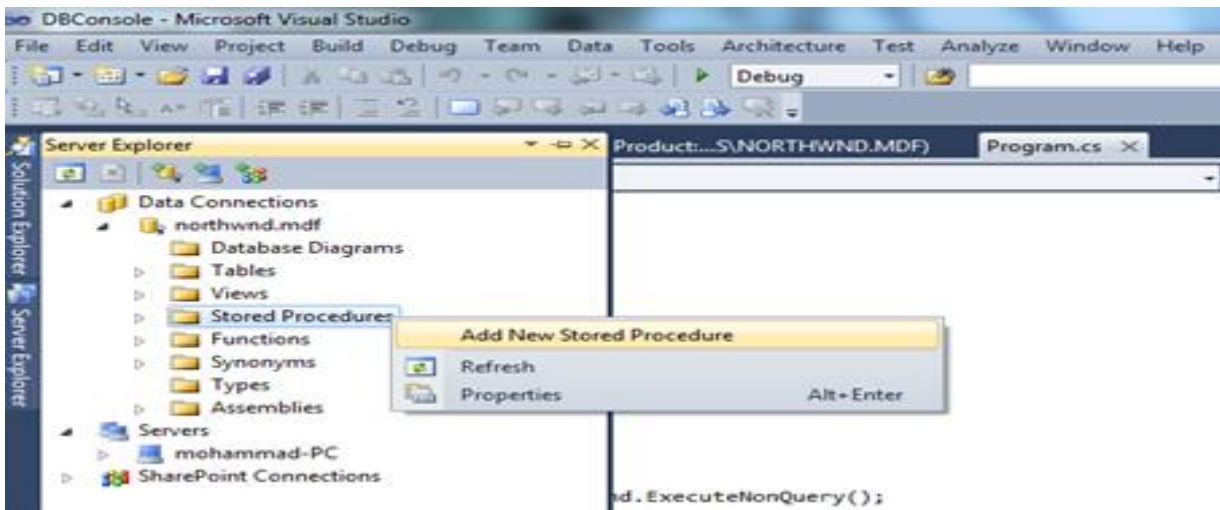 DBConsole - Microsoft Visual Studio
File Edit View Project Build Debug Team Data Tools Architecture Test Analyze Window Help
Debug
Server Explorer
Product:...S\NORTHWND.MDF)
Program.cs
Solution Explorer
Server Explorer
Data Connections
northwnd.mdf
Database Diagrams
Tables
Views
Stored Procedures
Functions
Synonyms
Types
Assemblies
Servers
mohammad-PC
SharePoint Connections
Add New Stored Procedure
Refresh
Properties Alt+Enter
nd.ExecuteNonQuery();